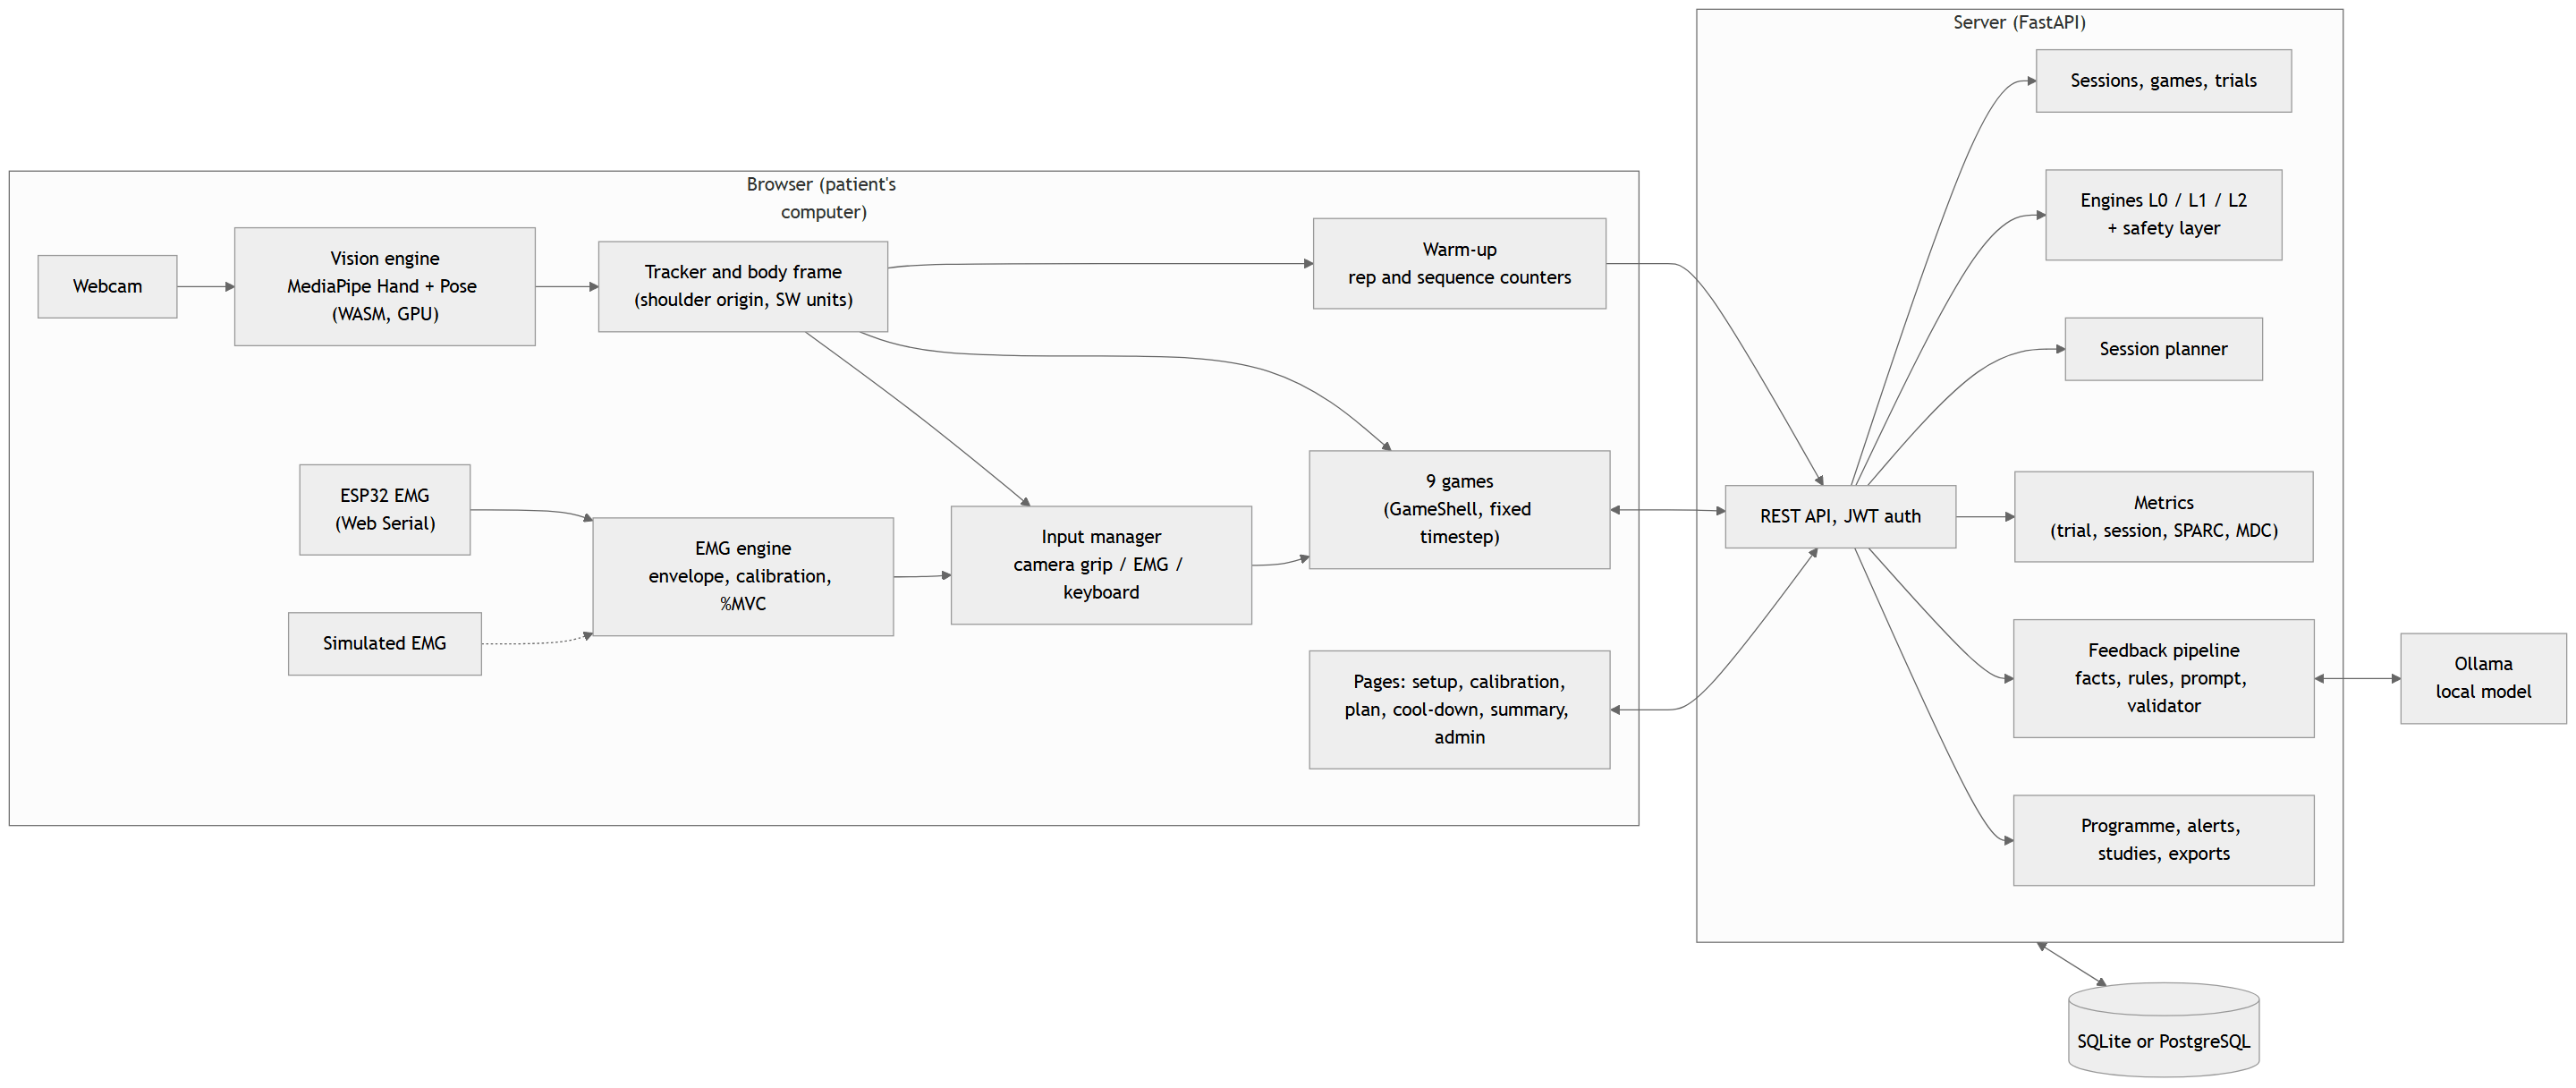 Server (FastAPI)
Sessions, games, trials
Browser (patient's
computer)
Webcam
Vision engine
MediaPipe Hand + Pose
(WASM, GPU)
Tracker and body frame
(shoulder origin, SW units)
Warm-up
rep and sequence counters
Engines L0 / L1 / L2
+ safety layer
Session planner
ESP32 EMG
(Web Serial)
Simulated EMG
EMG engine
envelope, calibration,
%MVC
Input manager
camera grip / EMG /
keyboard
9 games
(GameShell, fixed
timestep)
Pages: setup, calibration,
plan, cool-down, summary,
admin
REST API, JWT auth
Metrics
(trial, session, SPARC, MDC)
Feedback pipeline
facts, rules, prompt,
validator
Ollama
local model
Programme, alerts,
studies, exports
SQLite or PostgreSQL